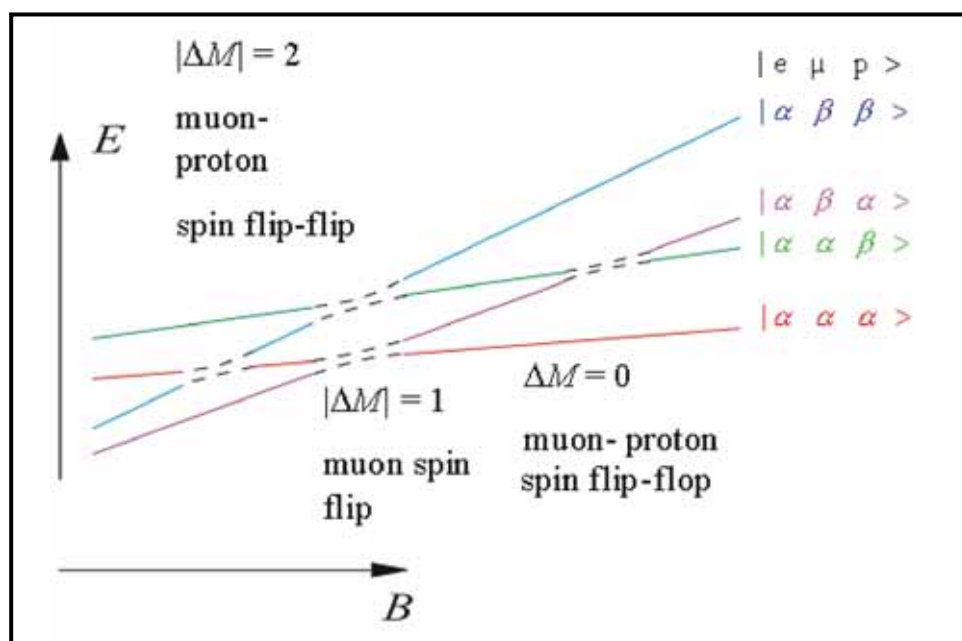 |ΔM| = 2
muon-
proton
spin flip-flip
E
|e μ p >
|α β β >
|α β α >
|α α β >
|α α α >
|ΔM| = 1
muon spin
flip
ΔM = 0
muon- proton
spin flip-flop
B